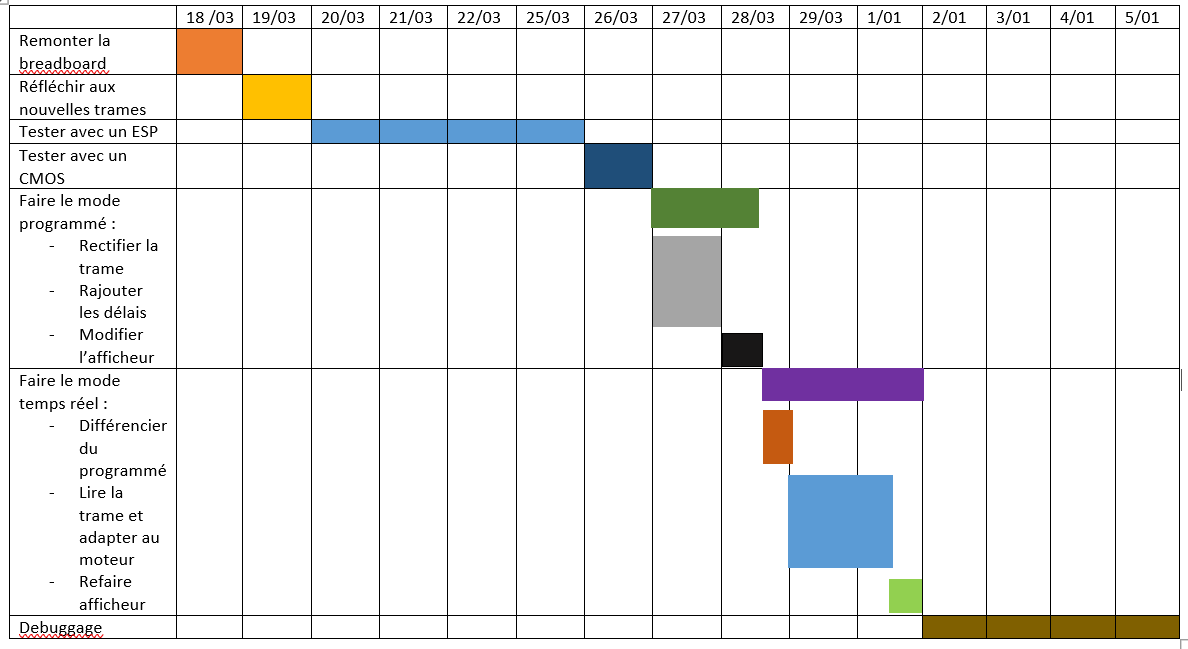 18 /03 19/03 20/03 21/03 22/03 25/03 26/03 27/03 28/03 29/03 1/01 2/01 3/01 4/01 5/01
Remonter la
breadboard
Réfléchir aux
nouvelles trames
Tester avec un ESP
Tester avec un
CMOS
Faire le mode
programmé :
- Rectifier la
trame
- Rajouter
les délais
- Modifier
l’afficheur
Faire le mode
temps réel :
- Différencier
du
programmé
- Lire la
trame et
adapter au
moteur
- Refaire
afficheur
Debuggage